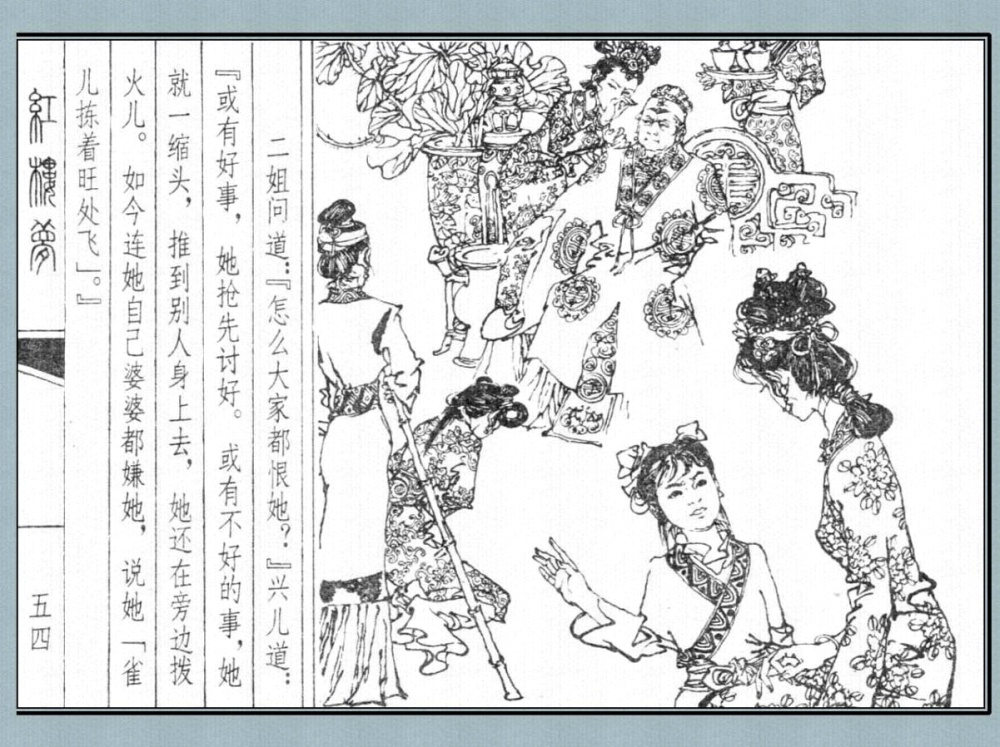 二姐问道：『怎么大家都恨她？』兴儿道：
『或有好事，她抢先讨好。或有不好的事，她
就一缩头，推到别人身上去，她还在旁边拨
火儿。如今连她自己婆婆都嫌她，说她「雀
儿拣着旺处飞」。』
紅樓夢
五四